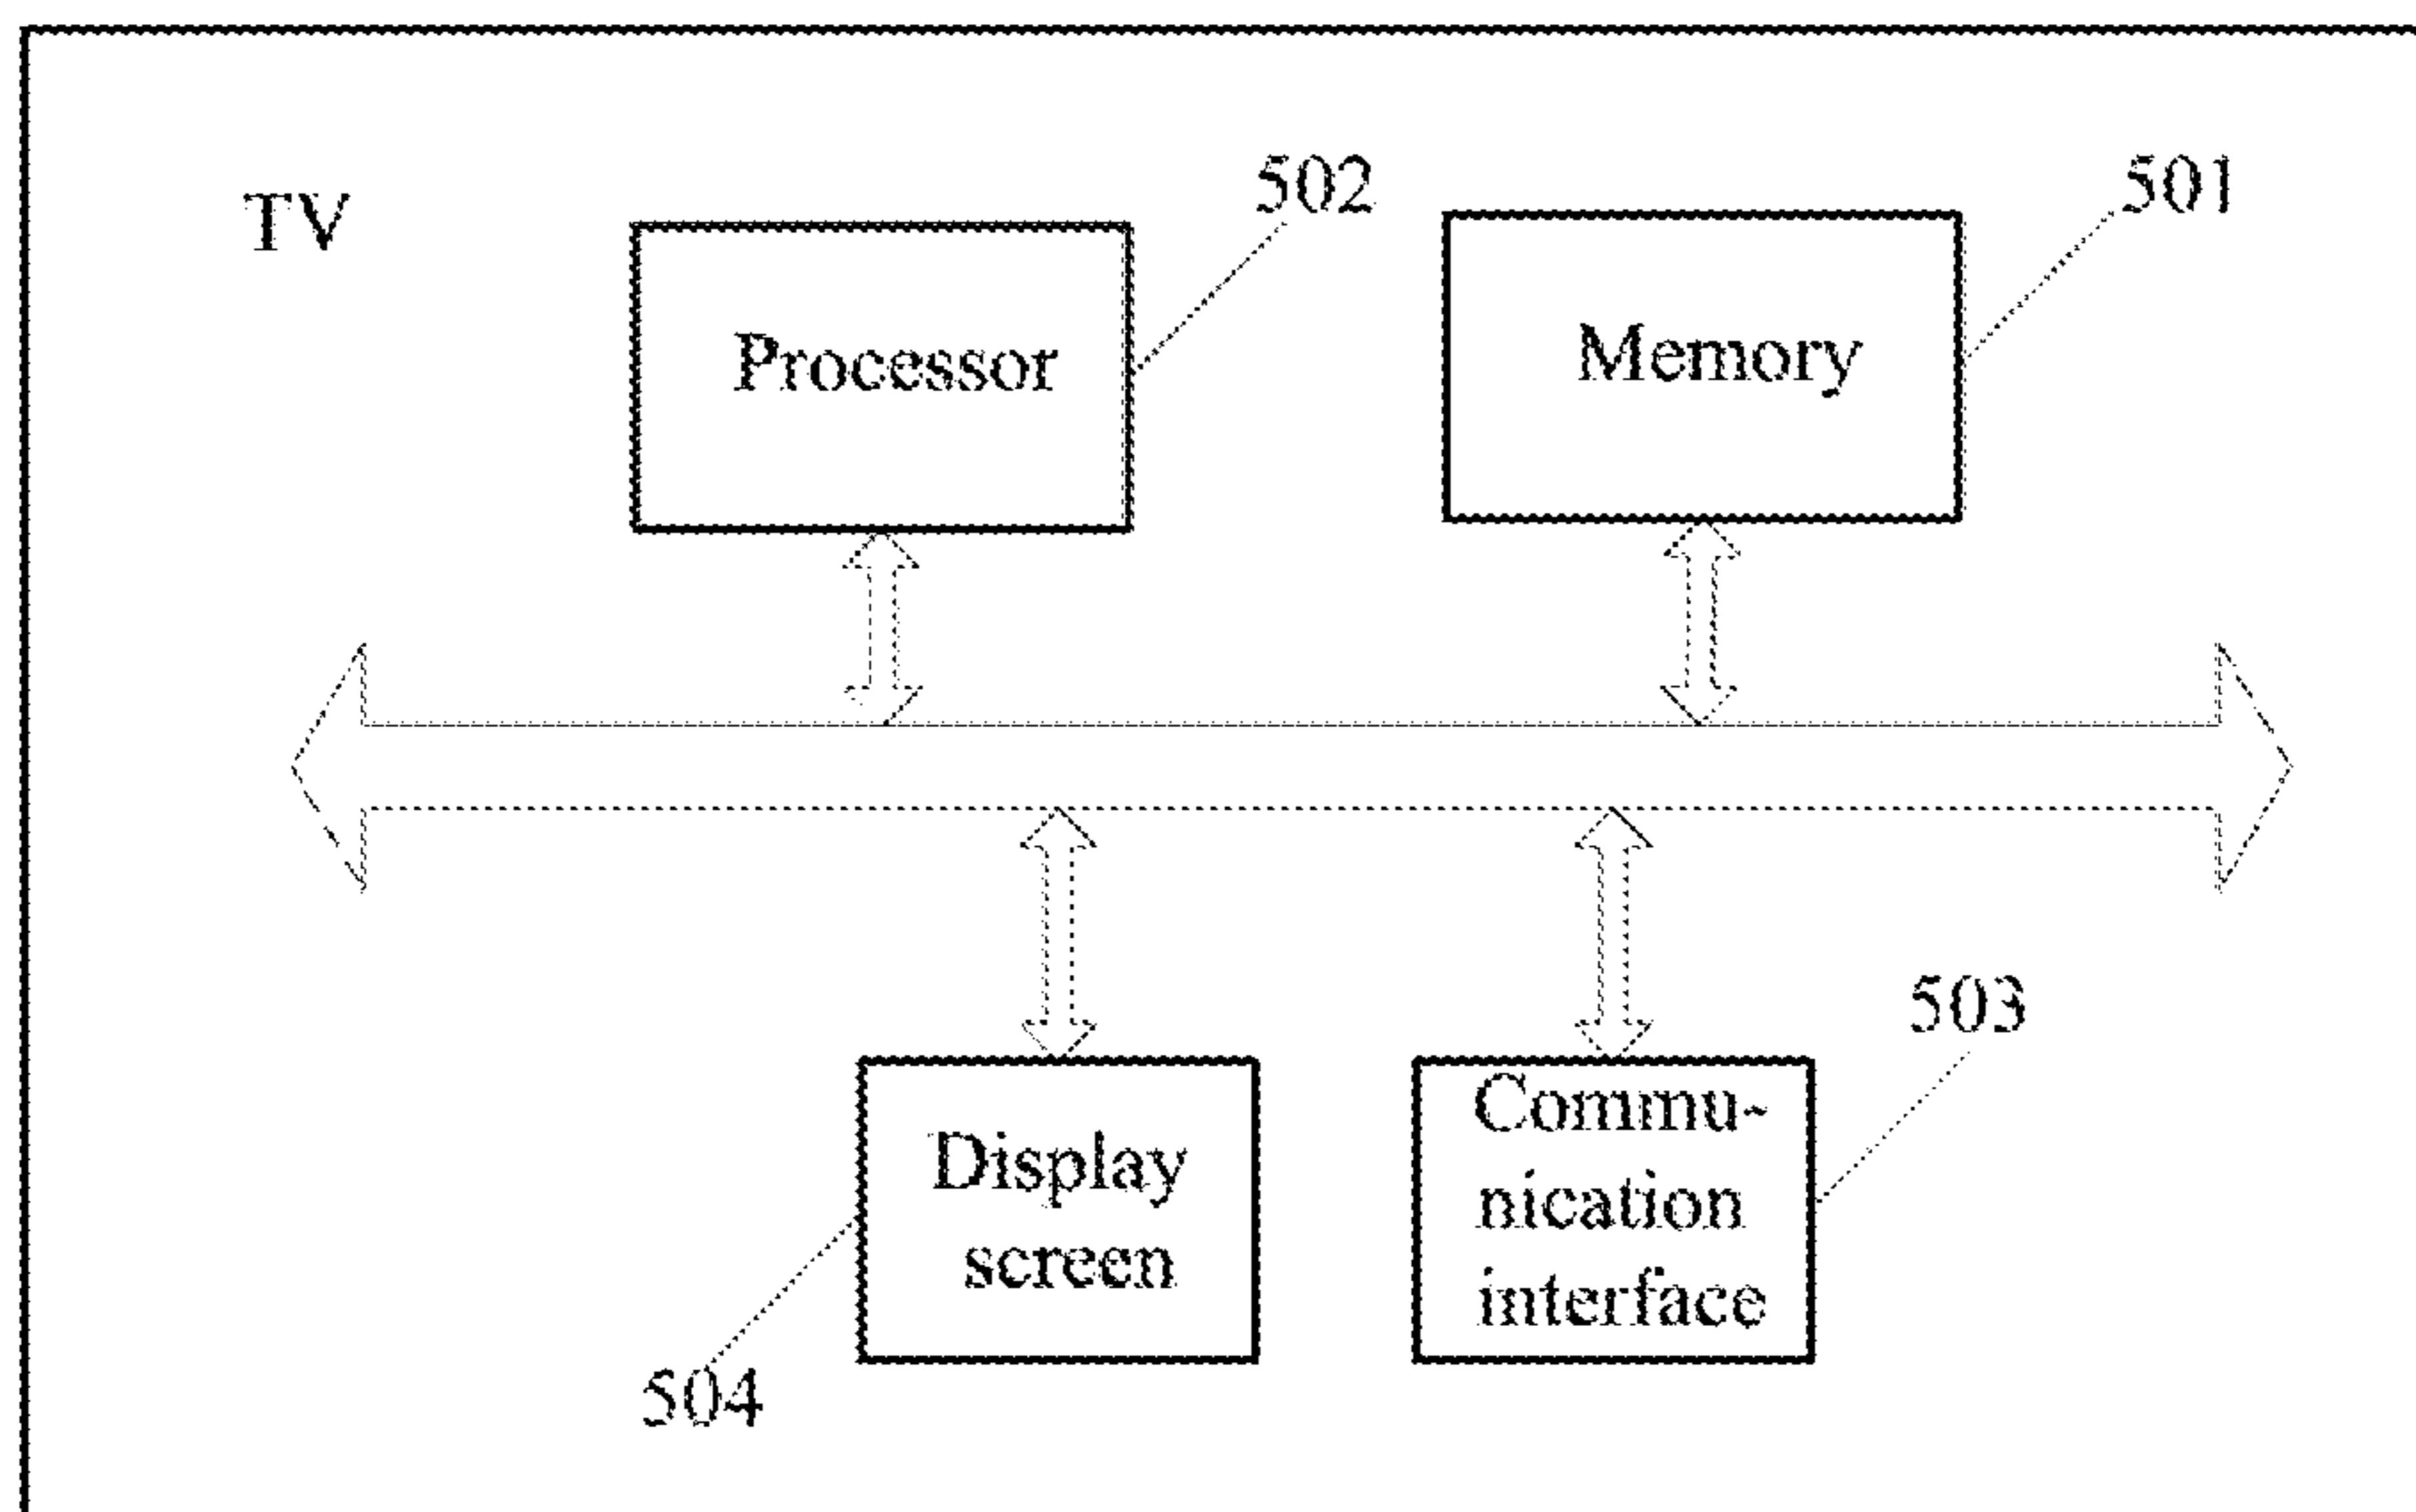 TV
502
501
Processor
Memory
503
Display
screen
Commu-
nication
interface
504